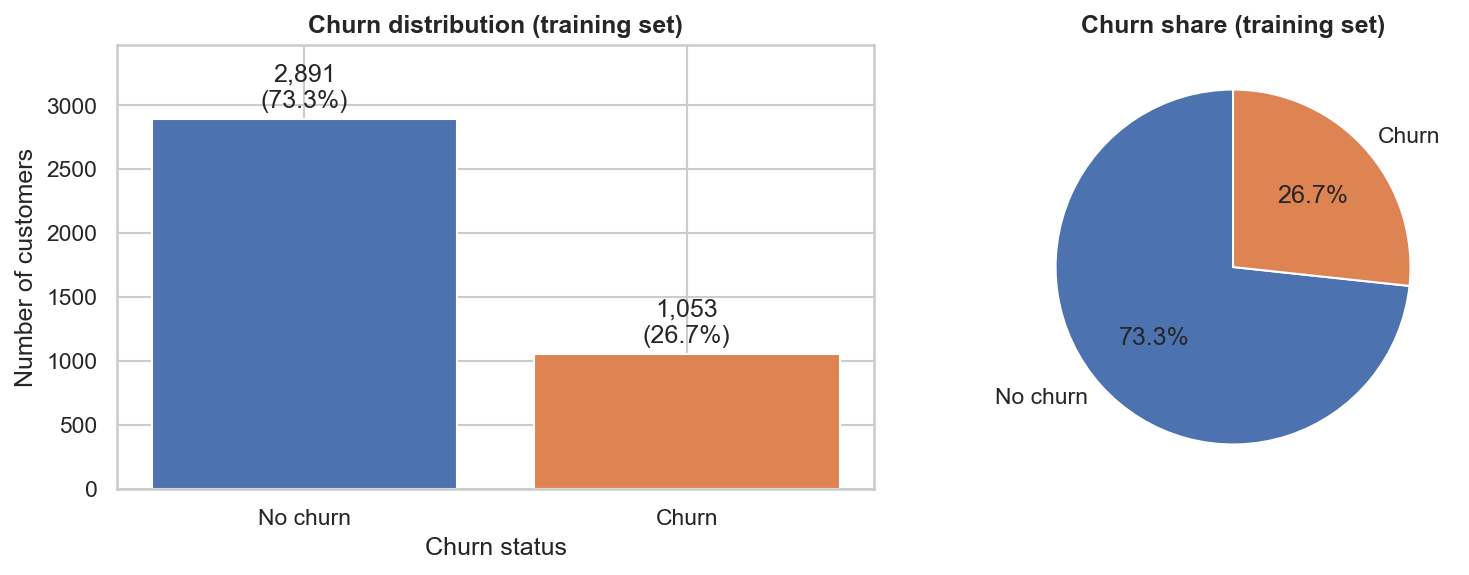 Churn distribution (training set)
Number of customers
3000
2500
2000
1500
1000
500
0
2,891
(73.3%)
1,053
(26.7%)
No churn
Churn
Churn status
Churn share (training set)
Churn
26.7%
73.3%
No churn